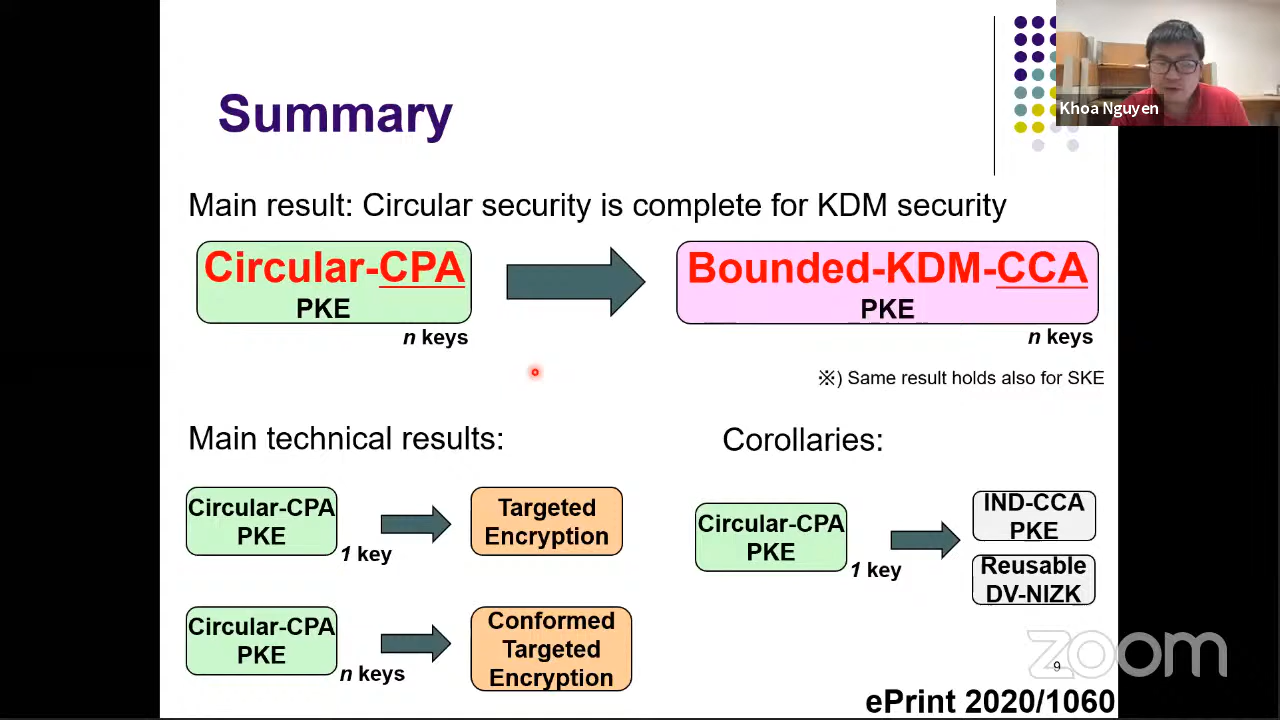 Khoa Nguyen
Summary
Main result: Circular security is complete for KDM security
Circular-CPA
PKE
n keys
Bounded-KDM-CCA
PKE
n keys
※) Same result holds also for SKE
Main technical results:
Circular-CPA
PKE
1 key
Targeted
Encryption
Circular-CPA
PKE
n keys
Conformed
Targeted
Encryption
Corollaries:
Circular-CPA
PKE
1 key
IND-CCA
PKE
Reusable
DV-NIZK
zoom
9
ePrint 2020/1060